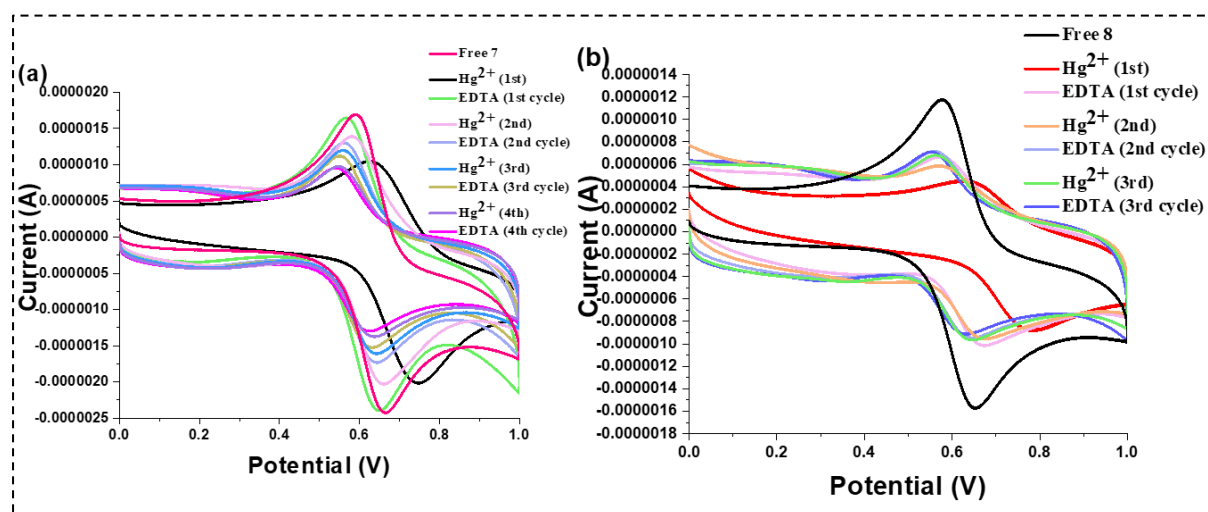 (a)
Free 7
Hg2+ (1st)
EDTA (1st cycle)
Hg2+ (2nd)
EDTA (2nd cycle)
Hg2+ (3rd)
EDTA (3rd cycle)
Hg2+ (4th)
EDTA (4th cycle)
Current (A)
0.0000020
0.0000015
0.0000010
0.0000005
0.0000000
-0.0000005
-0.0000010
-0.0000015
-0.0000020
-0.0000025
0.0 0.2 0.4 0.6 0.8 1.0
Potential (V)
(b)
Free 8
Hg2+ (1st)
EDTA (1st cycle)
Hg2+ (2nd)
EDTA (2nd cycle)
Hg2+ (3rd)
EDTA (3rd cycle)
Current (A)
0.0000014
0.0000012
0.0000010
0.0000008
0.0000006
0.0000004
0.0000002
0.0000000
-0.0000002
-0.0000004
-0.0000006
-0.0000008
-0.0000010
-0.0000012
-0.0000014
-0.0000016
-0.0000018
0.0 0.2 0.4 0.6 0.8 1.0
Potential (V)